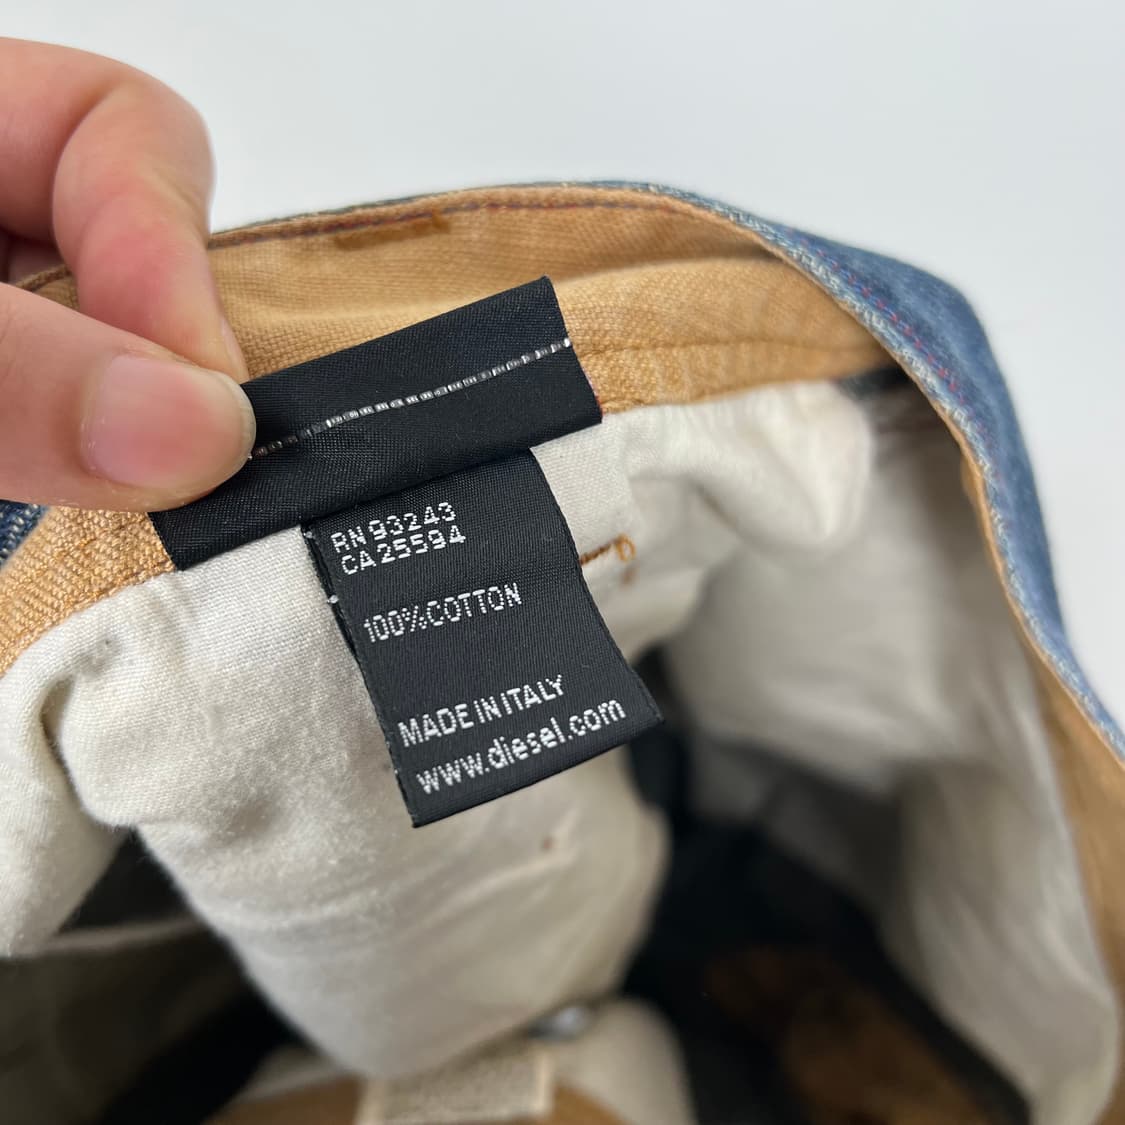 RN 93243
CA 25594
100% COTTON
MADE IN ITALY
www.diesel.com